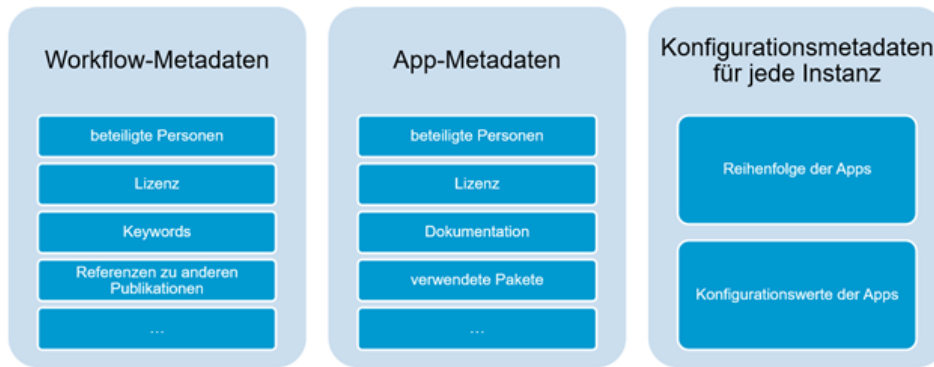 Workflow-Metadaten
beteiligte Personen
Lizenz
Keywords
Referenzen zu anderen
Publikationen
...
App-Metadaten
beteiligte Personen
Lizenz
Dokumentation
verwendete Pakete
...
Konfigurationsmetadaten
für jede Instanz
Reihenfolge der Apps
Konfigurationswerte der Apps